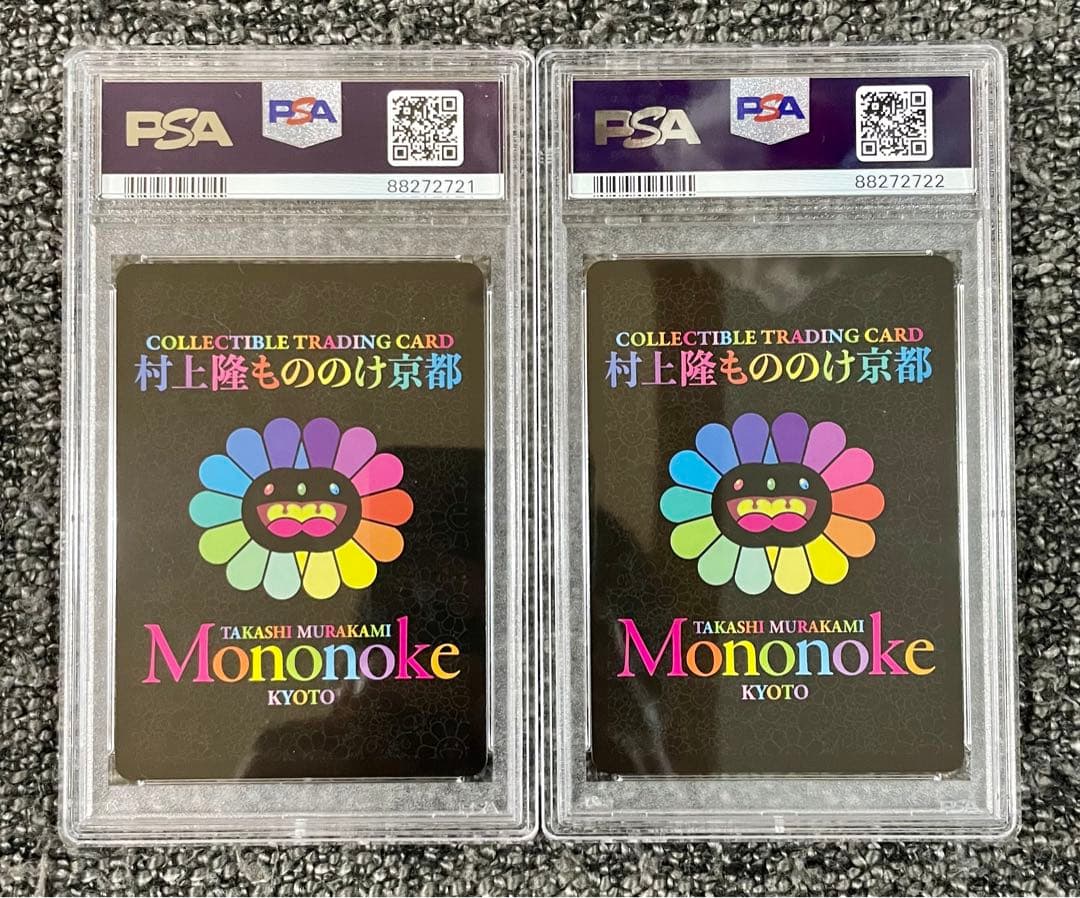 PSA
PSA
88272721
COLLECTIBLE TRADING CARD
村上隆もののけ京都
TAKASHI MURAKAMI
Mononoke
KYOTO
PSA
PSA
88272722
COLLECTIBLE TRADING CARD
村上隆もののけ京都
TAKASHI MURAKAMI
Mononoke
KYOTO
PSA